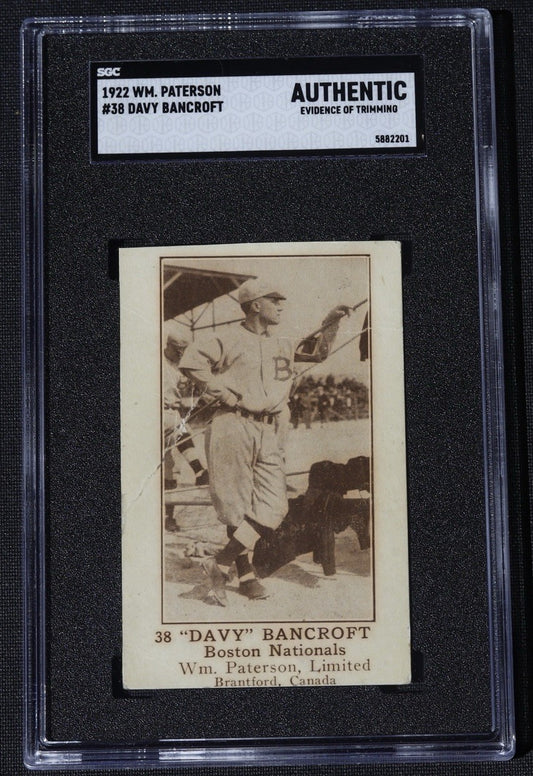 SGC
1922 WM. PATERSON
#38 DAVY BANCROFT
AUTHENTIC
EVIDENCE OF TRIMMING
5882201
B
38 "DAVY" BANCROFT
Boston Nationals
Wm. Paterson, Limited
Brantford, Canada